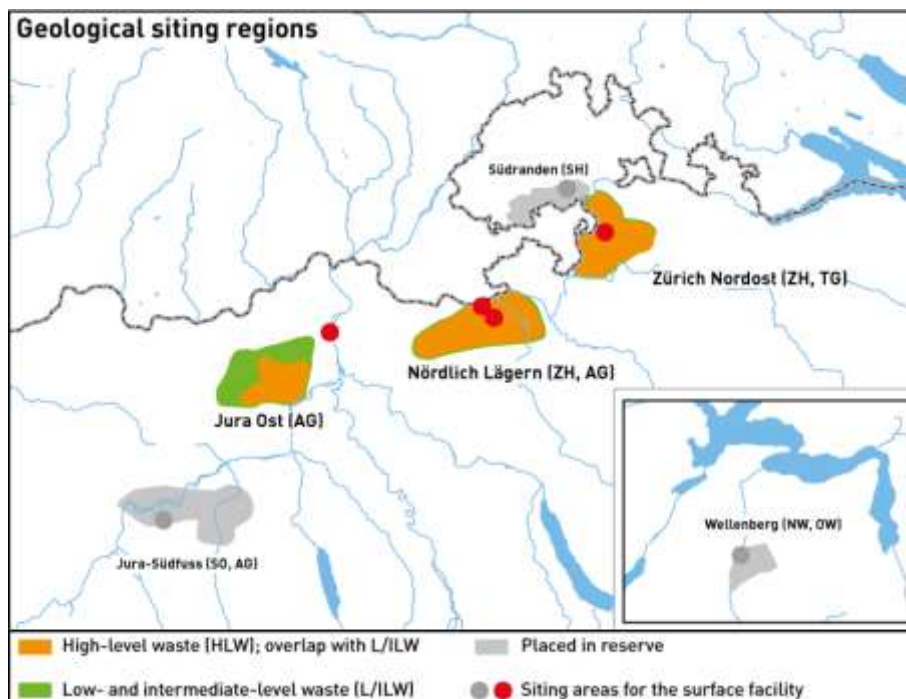 Geological siting regions
Südranden (SH)
Zürich Nordost (ZH, TG)
Nördlich Lägern (ZH, AG)
Jura Ost (AG)
Wellenberg (NW, OW)
Jura-Südfuss (SO, AG)
High-level waste (HLW); overlap with L/ILW
Placed in reserve
Low- and intermediate-level waste (L/ILW)
Siting areas for the surface facility